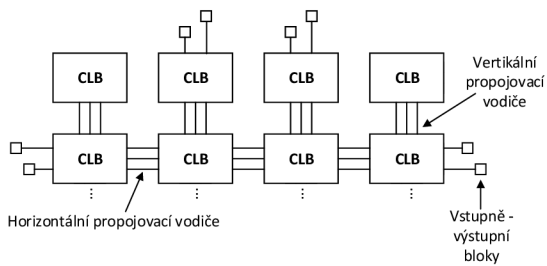 CLB CLB CLB CLB
Vertikální
propojovací
vodiče
CLB CLB CLB CLB
Horizontální propojovací vodiče
Vstupně -
výstupní
bloky